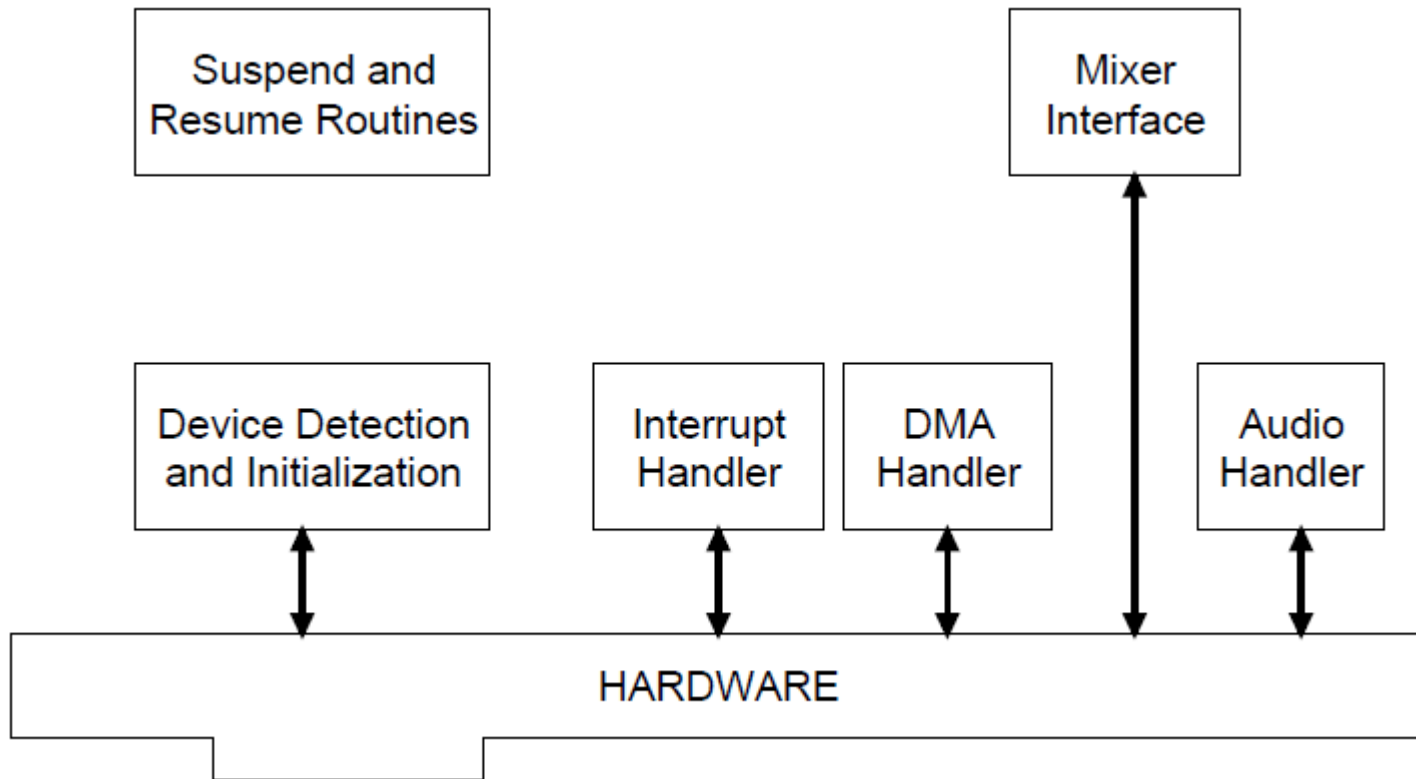 Suspend and
Resume Routines
Mixer
Interface
Device Detection
and Initialization
Interrupt
Handler
DMA
Handler
Audio
Handler
HARDWARE